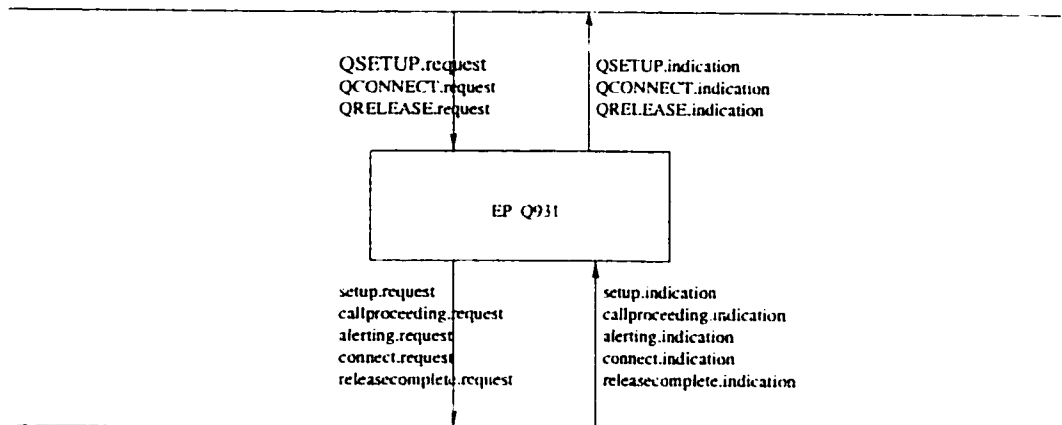 QSETUP.request
QCONNECT.request
QRELEASE.request
QSETUP.indication
QCONNECT.indication
QRELEASE.indication
EP Q931
setup.request
callproceeding.request
alerting.request
connect.request
releasecomplete.request
setup.indication
callproceeding.indication
alerting.indication
connect.indication
releasecomplete.indication